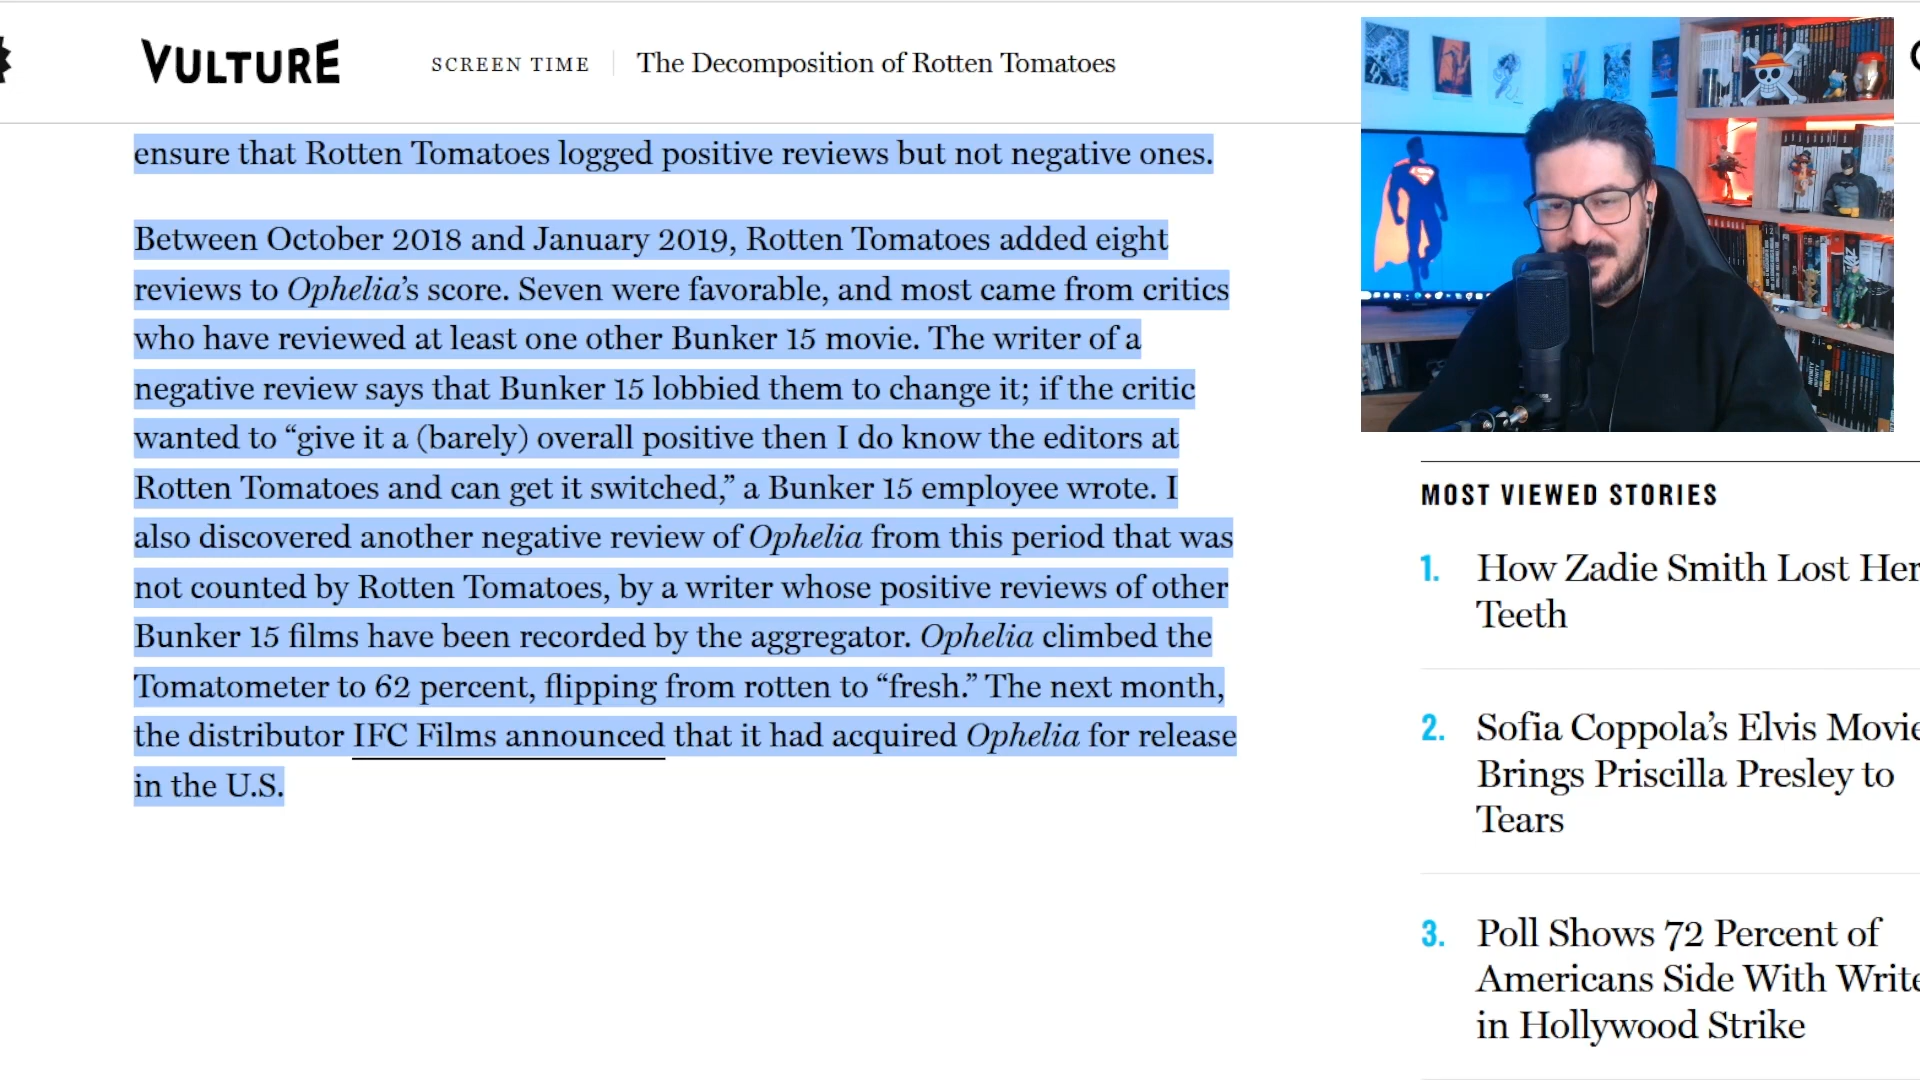 VULTURE
SCREEN TIME
The Decomposition of Rotten Tomatoes
ensure that Rotten Tomatoes logged positive reviews but not negative ones.
Between October 2018 and January 2019, Rotten Tomatoes added eight
reviews to Ophelia’s score. Seven were favorable, and most came from critics
who have reviewed at least one other Bunker 15 movie. The writer of a
negative review says that Bunker 15 lobbied them to change it; if the critic
wanted to “give it a (barely) overall positive then I do know the editors at
Rotten Tomatoes and can get it switched,” a Bunker 15 employee wrote. I
also discovered another negative review of Ophelia from this period that was
not counted by Rotten Tomatoes, by a writer whose positive reviews of other
Bunker 15 films have been recorded by the aggregator. Ophelia climbed the
Tomatometer to 62 percent, flipping from rotten to “fresh.” The next month,
the distributor IFC Films announced that it had acquired Ophelia for release
in the U.S.
MOST VIEWED STORIES
1. How Zadie Smith Lost Her
Teeth
2. Sofia Coppola’s Elvis Movie
Brings Priscilla Presley to
Tears
3. Poll Shows 72 Percent of
Americans Side With Write
in Hollywood Strike